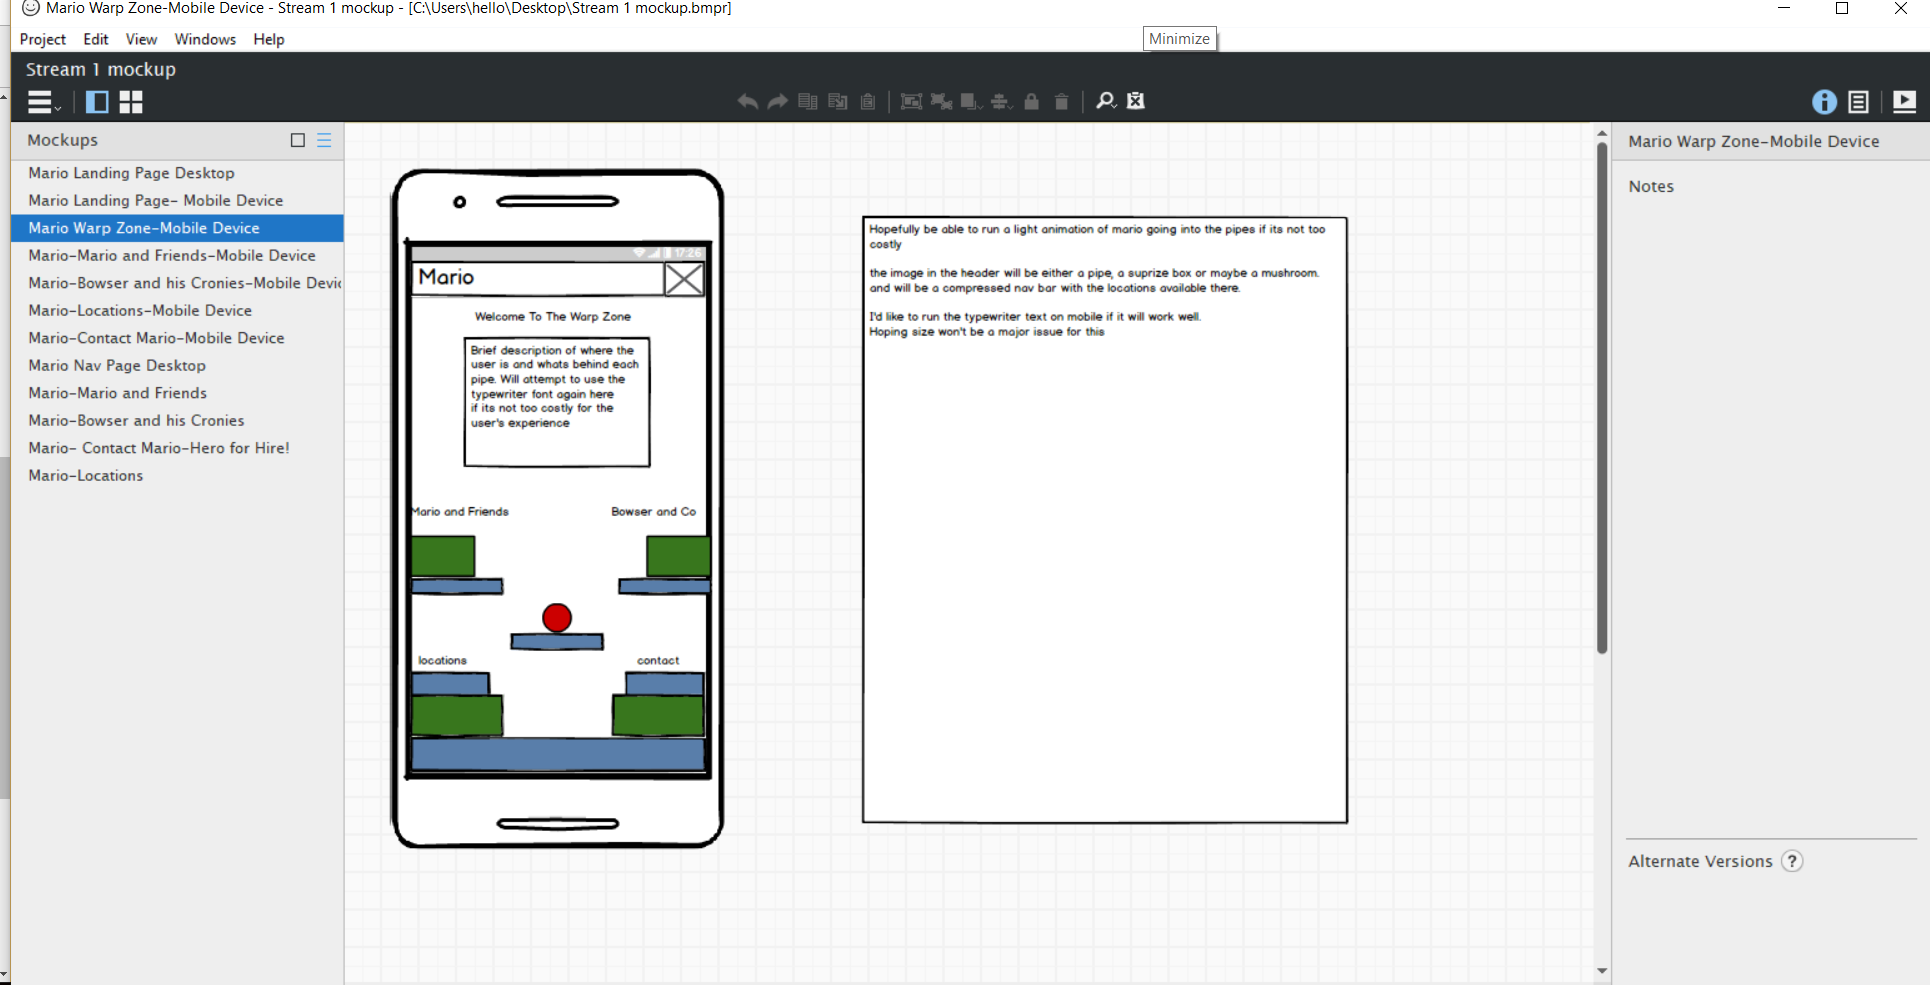 Mario Warp Zone-Mobile Device - Stream 1 mockup - [C:\Users\hello\Desktop\Stream 1 mockup.bmpr]
Project Edit View Windows Help
Minimize
Stream 1 mockup
Mockups
Mario Landing Page Desktop
Mario Landing Page- Mobile Device
Mario Warp Zone-Mobile Device
Mario-Mario and Friends-Mobile Device
Mario-Bowser and his Cronies-Mobile Devic
Mario-Locations-Mobile Device
Mario-Contact Mario-Mobile Device
Mario Nav Page Desktop
Mario-Mario and Friends
Mario-Bowser and his Cronies
Mario- Contact Mario-Hero for Hire!
Mario-Locations
17:26
Mario
Welcome To The Warp Zone
Brief description of where the
user is and whats behind each
pipe. Will attempt to use the
typewriter font again here
if its not too costly for the
user's experience
Mario and Friends
Bowser and Co
locations
contact
Hopefully be able to run a light animation of mario going into the pipes if its not too
costly
the image in the header will be either a pipe, a suprize box or maybe a mushroom.
and will be a compressed nav bar with the locations available there.
I'd like to run the typewriter text on mobile if it will work well.
Hoping size won't be a major issue for this
Mario Warp Zone-Mobile Device
Notes
Alternate Versions ?